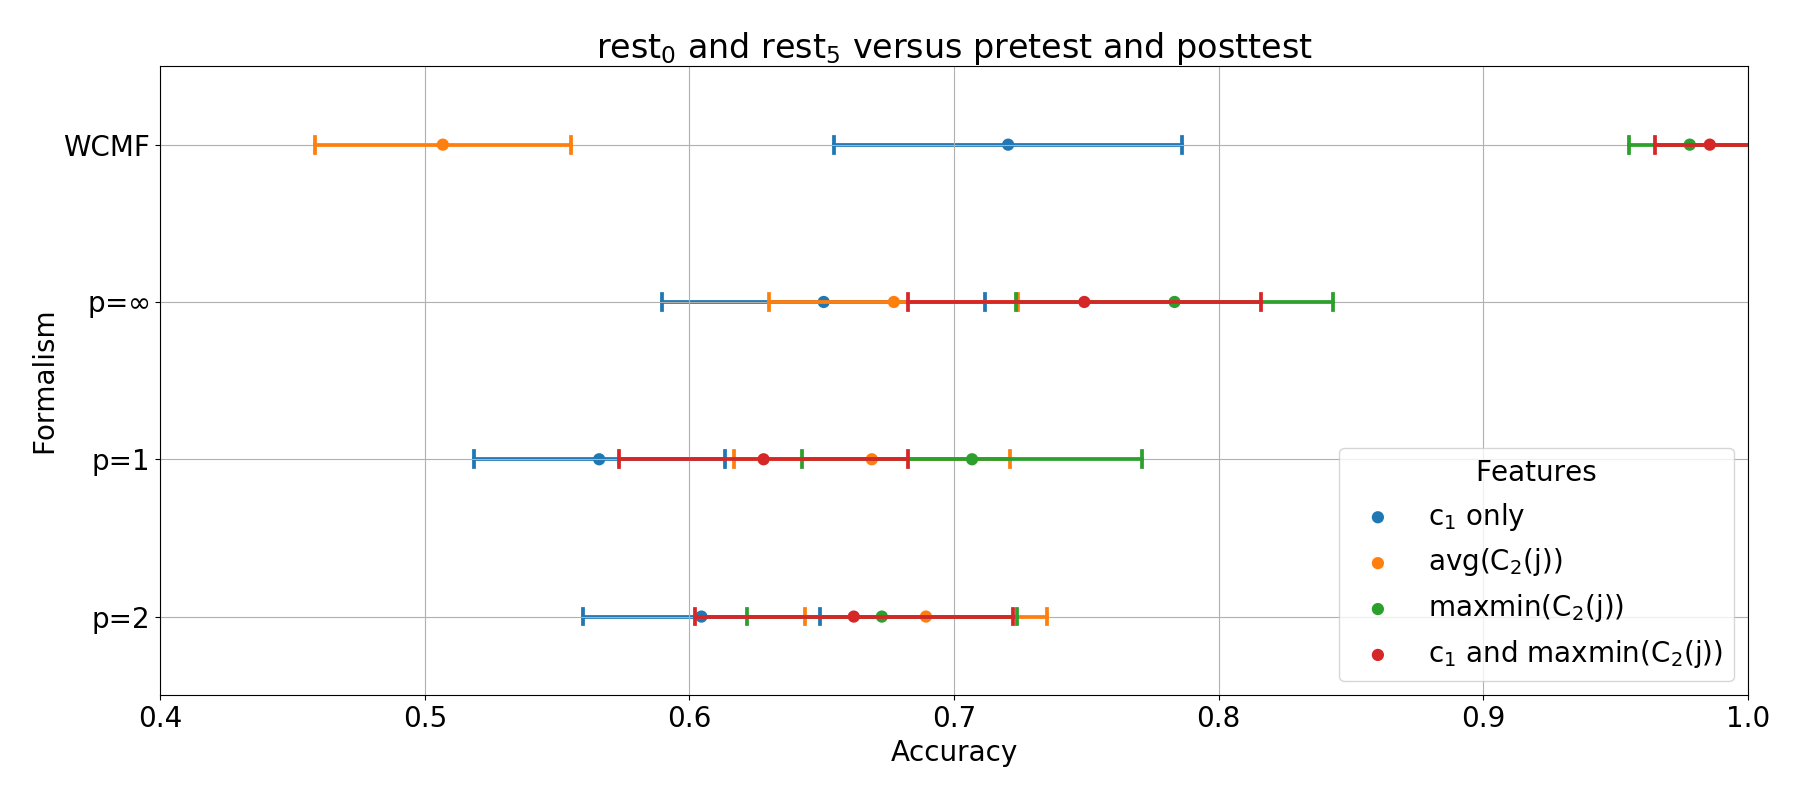 rest₀ and rest₅ versus pretest and posttest
WCMF
p=∞
p=1
p=2
Formalism
0.4 0.5 0.6 0.7 0.8 0.9 1.0
Accuracy
Features
c₁ only
avg(C₂(j))
maxmin(C₂(j))
c₁ and maxmin(C₂(j))